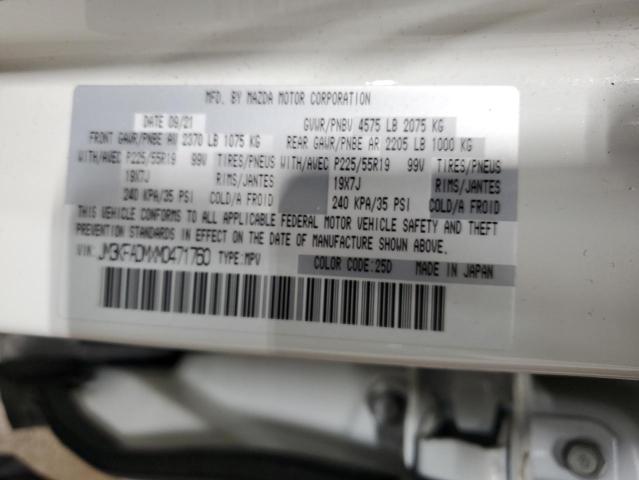 MFD. BY MAZDA MOTOR CORPORATION
DATE 09/21 GVWR/PNBV 4575 LB 2075 KG
FRONT GAWR/PNBE AV 2370 LB 1075 KG REAR GAWR/PNBE AR 2205 LB 1000 KG
WITH/AVEC P225/55R19 99V TIRES/PNEUS WITH/AVEC P225/55R19 99V TIRES/PNEUS
19X7J RIMS/JANTES 19X7J RIMS/JANTES
240 KPA/35 PSI COLD/A FROID 240 KPA/35 PSI COLD/A FROID
THIS VEHICLE CONFORMS TO ALL APPLICABLE FEDERAL MOTOR VEHICLE SAFETY AND THEFT
PREVENTION STANDARDS IN EFFECT ON THE DATE OF MANUFACTURE SHOWN ABOVE.
VIN: JM3KFADMXM0471760 TYPE: MPV COLOR CODE: 25D MADE IN JAPAN